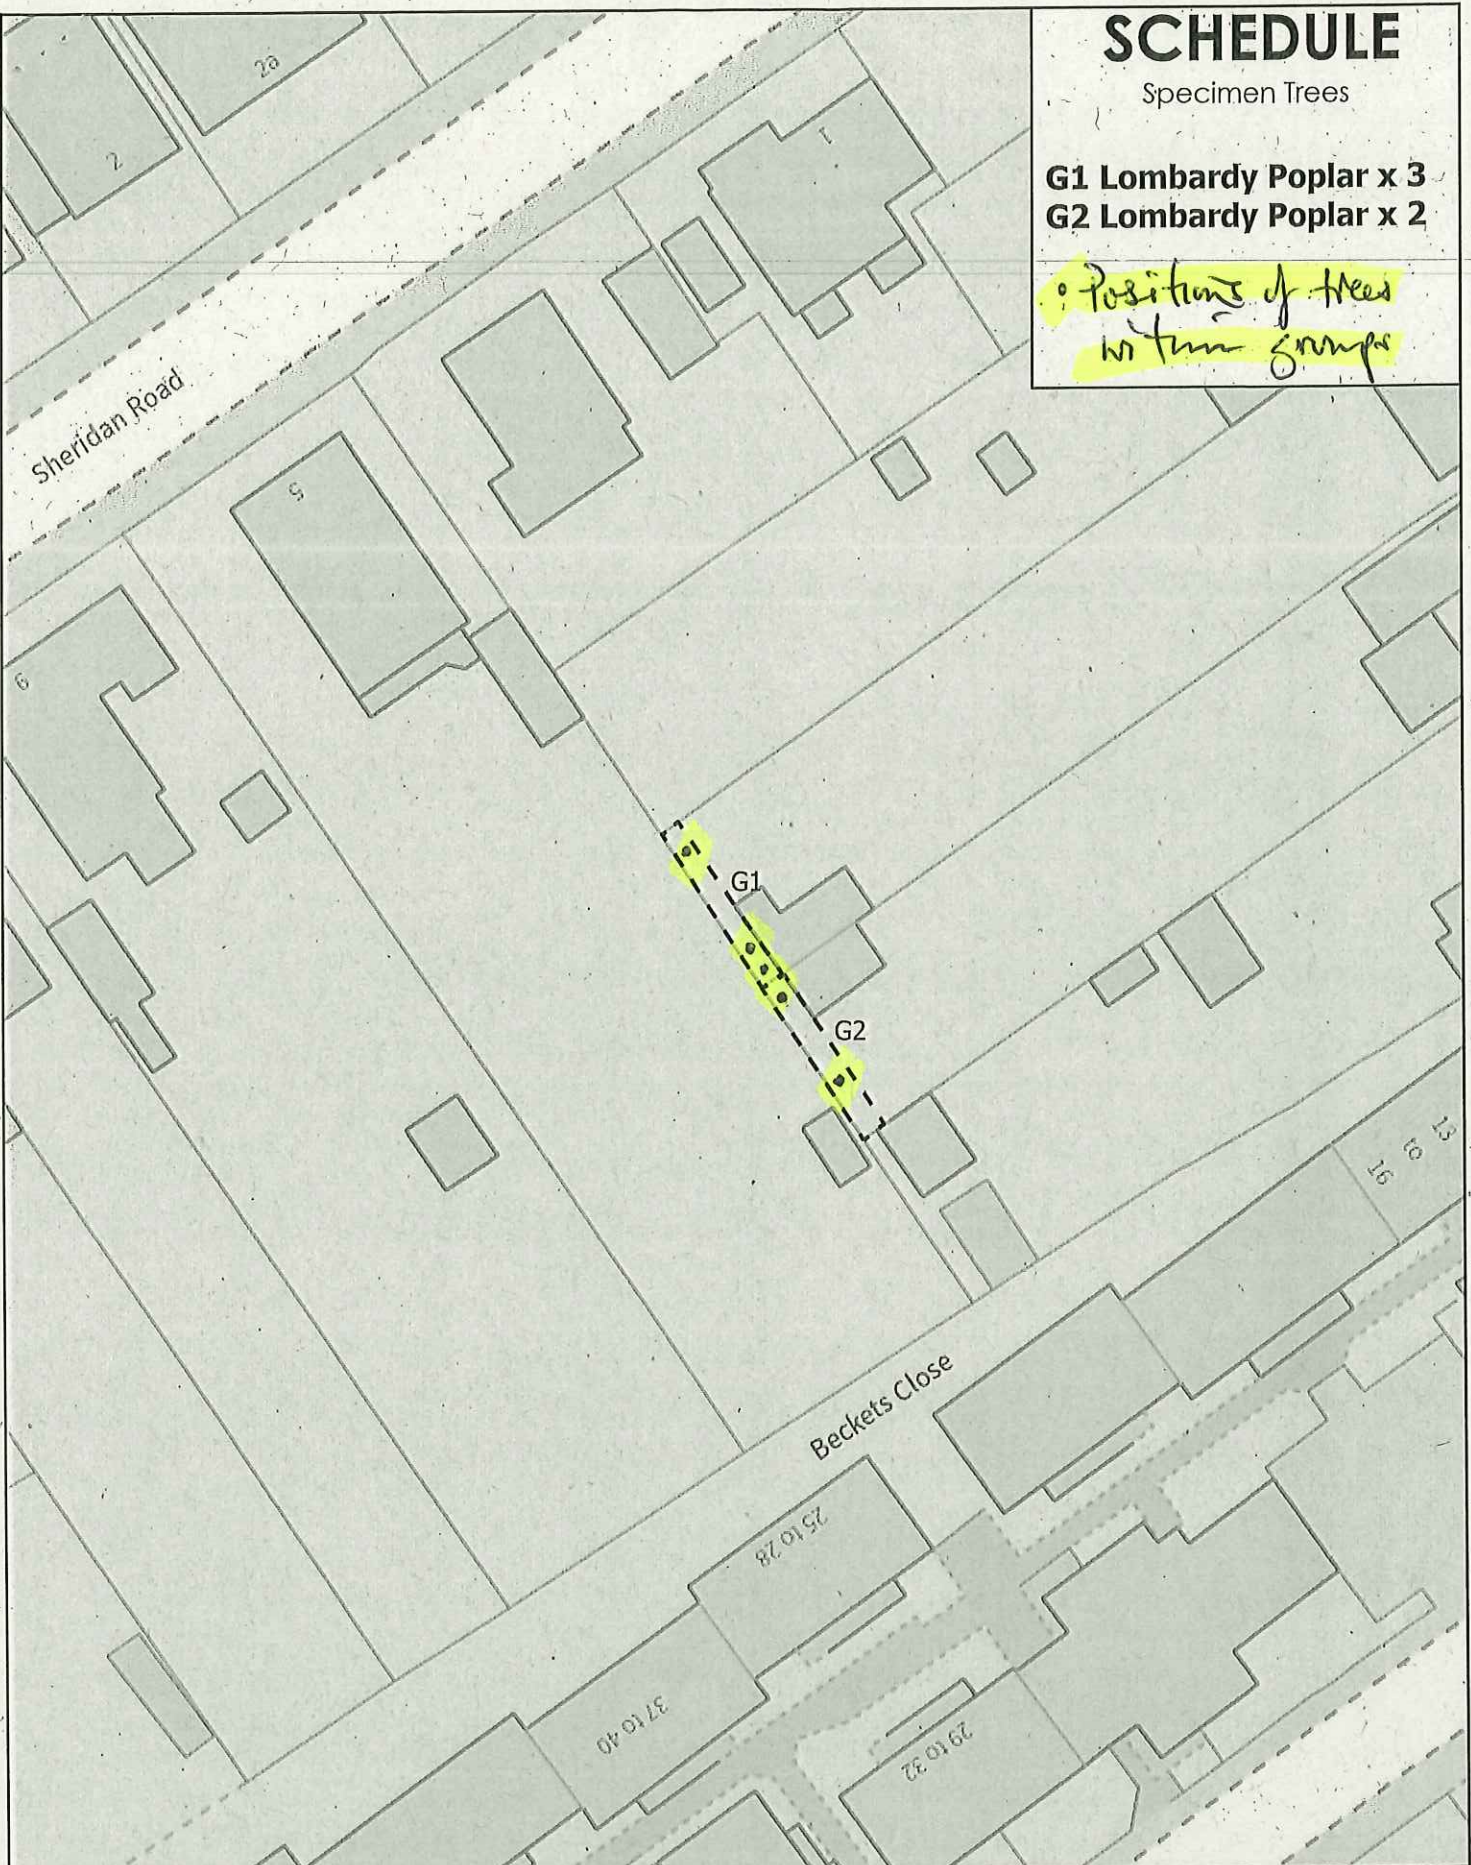 SCHEDULE
Specimen Trees
G1 Lombardy Poplar x 3
G2 Lombardy Poplar x 2
: Positions of trees
within groups
2a
2
1
Sheridan Road
5
9
G1
G2
13
to
16
Beckets Close
25 to 28
37 to 40
29 to 32